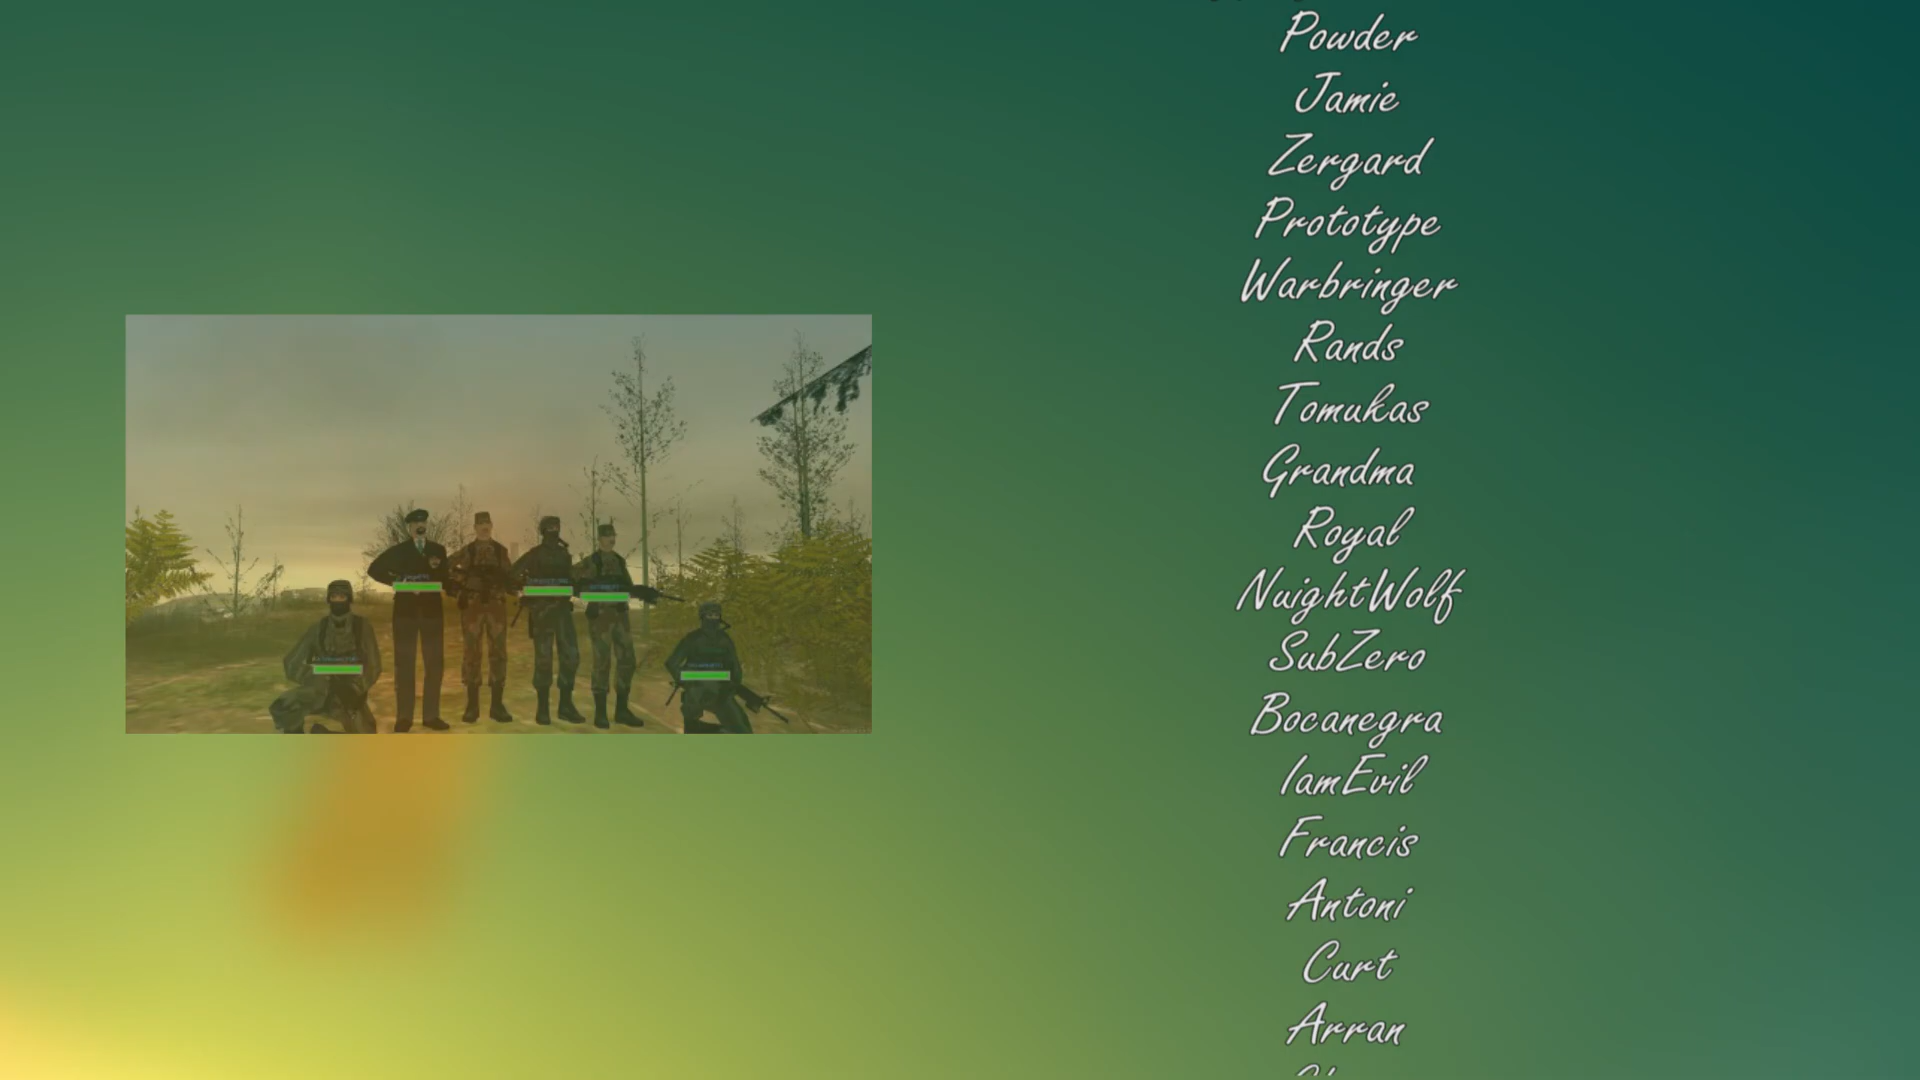 Powder
Jamie
Zergard
Prototype
Warbringer
Rands
Tomukas
Grandma
Royal
NuightWolf
SubZero
Bocanegra
IamEvil
Francis
Antoni
Curt
Arran